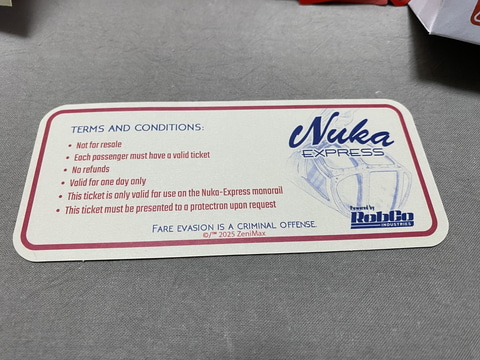 TERMS AND CONDITIONS:
• Not for resale
• Each passenger must have a valid ticket
• No refunds
• Valid for one day only
• This ticket is only valid for use on the Nuka-Express monorail
• This ticket must be presented to a protectron upon request
FARE EVASION IS A CRIMINAL OFFENSE.
©/™ 2025 ZeniMax
Nuka
EXPRESS
Powered by
RobCo
INDUSTRIES